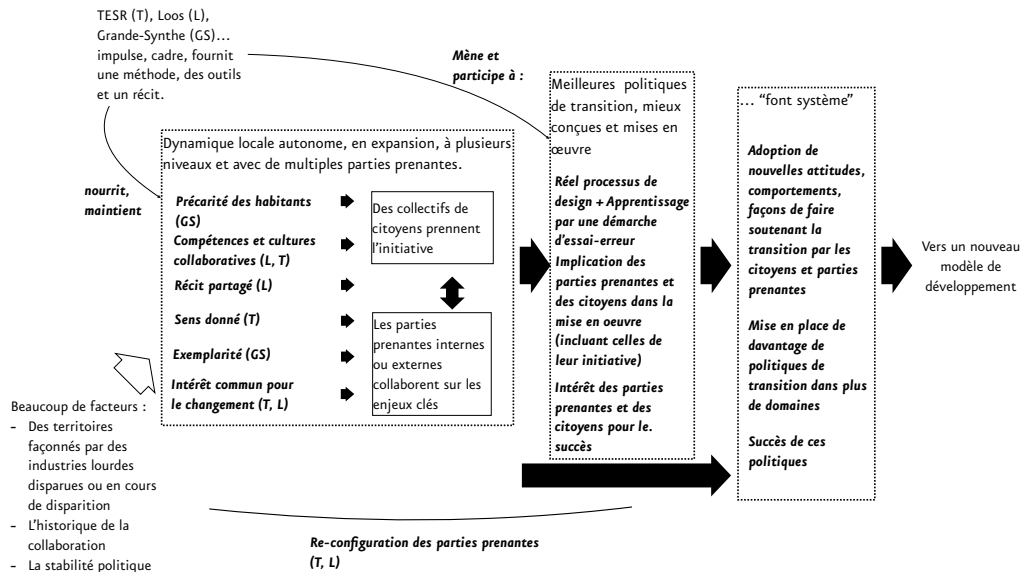 TESR (T), Loos (L),
Grande-Synthe (GS)…
impulse, cadre, fournit
une méthode, des outils
et un récit.
Mène et
participe à :
nourrit,
maintient
Dynamique locale autonome, en expansion, à plusieurs
niveaux et avec de multiples parties prenantes.
Précarité des habitants
(GS)
Compétences et cultures
collaboratives (L, T)
Récit partagé (L)
Sens donné (T)
Exemplarité (GS)
Intérêt commun pour
le changement (T, L)
Des collectifs de
citoyens prennent
l’initiative
Les parties
prenantes internes
ou externes
collaborent sur les
enjeux clés
Meilleures politiques
de transition, mieux
conçues et mises en
œuvre
Réel processus de
design + Apprentissage
par une démarche
d’essai-erreur
Implication des
parties prenantes et
des citoyens dans la
mise en oeuvre
(incluant celles de
leur initiative)
Intérêt des parties
prenantes et des
citoyens pour le.
succès
… “font système”
Adoption de
nouvelles attitudes,
comportements,
façons de faire
soutenant la
transition par les
citoyens et parties
prenantes
Mise en place de
davantage de
politiques de
transition dans plus
de domaines
Succès de ces
politiques
Vers un nouveau
modèle de
développement
Beaucoup de facteurs :
- Des territoires
façonnés par des
industries lourdes
disparues ou en cours
de disparition
- L’historique de la
collaboration
- La stabilité politique
Re-configuration des parties prenantes
(T, L)